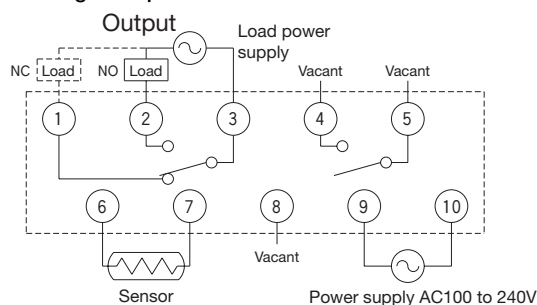 Output
Load power
supply
NC Load NO Load
Vacant Vacant
1 2 3 4 5
6 7 8 9 10
Vacant
Sensor
Power supply AC100 to 240V